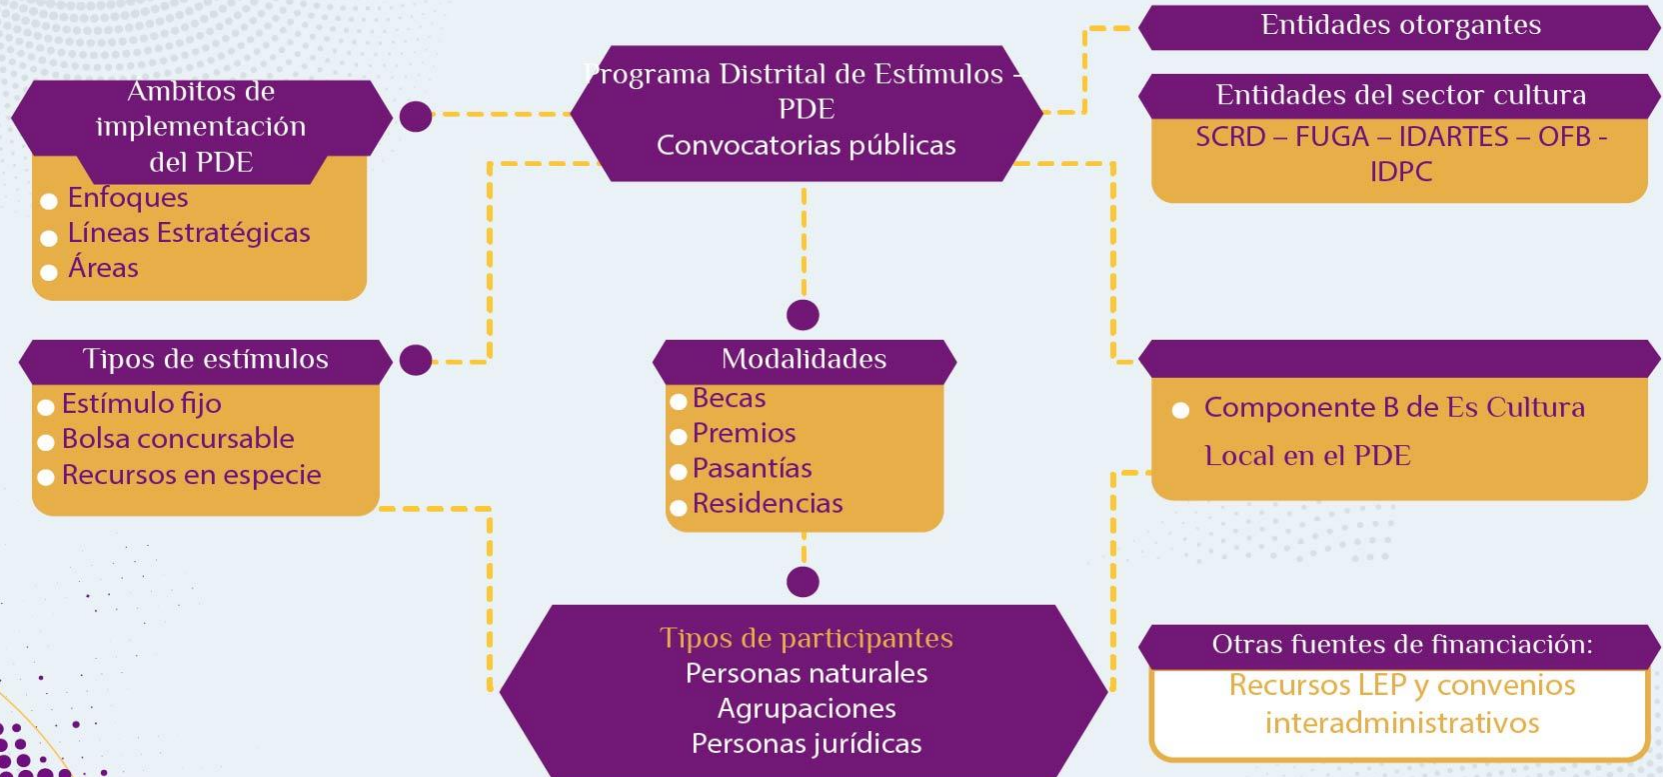 Programa Distrital de Estímulos –
PDE
Convocatorias públicas
Ambitos de
implementación
del PDE
Enfoques
Líneas Estratégicas
Áreas
Tipos de estímulos
Estímulo fijo
Bolsa concursable
Recursos en especie
Modalidades
Becas
Premios
Pasantías
Residencias
Tipos de participantes
Personas naturales
Agrupaciones
Personas jurídicas
Entidades otorgantes
Entidades del sector cultura
SCRD – FUGA – IDARTES – OFB -
IDPC
Componente B de Es Cultura
Local en el PDE
Otras fuentes de financiación:
Recursos LEP y convenios
interadministrativos